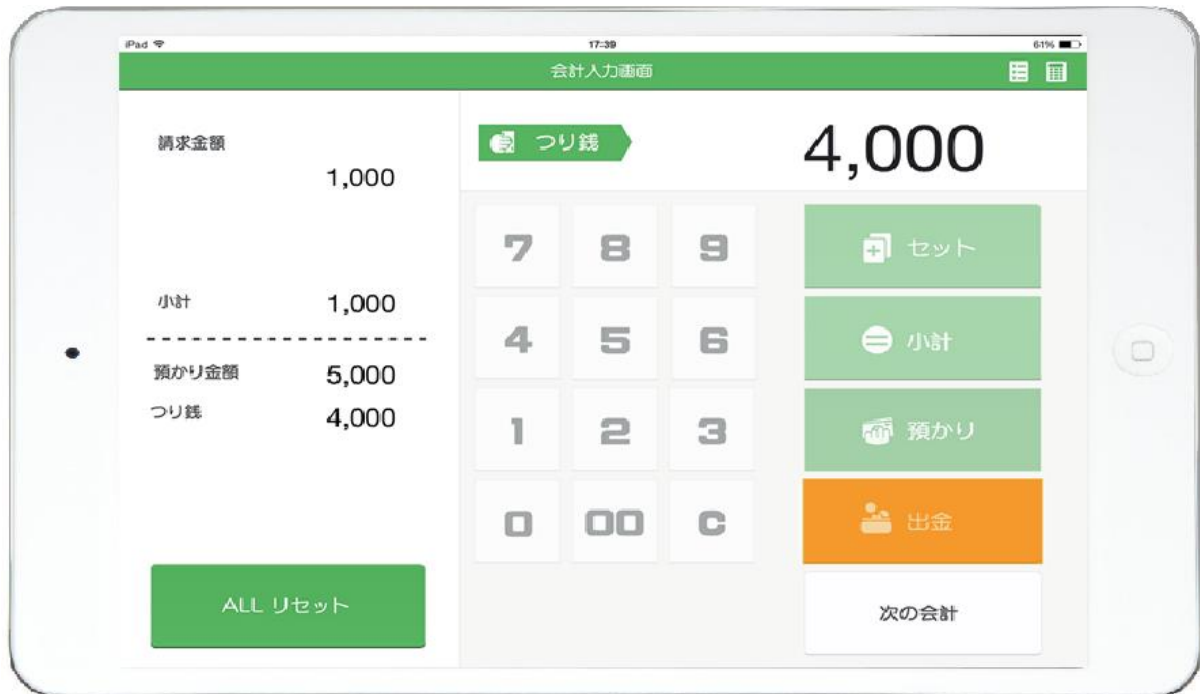 iPad 17:39 61%
会計入力画面
請求金額
1,000
小計 1,000
預かり金額 5,000
つり銭 4,000
ALL リセット
つり銭 4,000
7 8 9 セット
4 5 6 小計
1 2 3 預かり
0 00 C 出金
次の会計